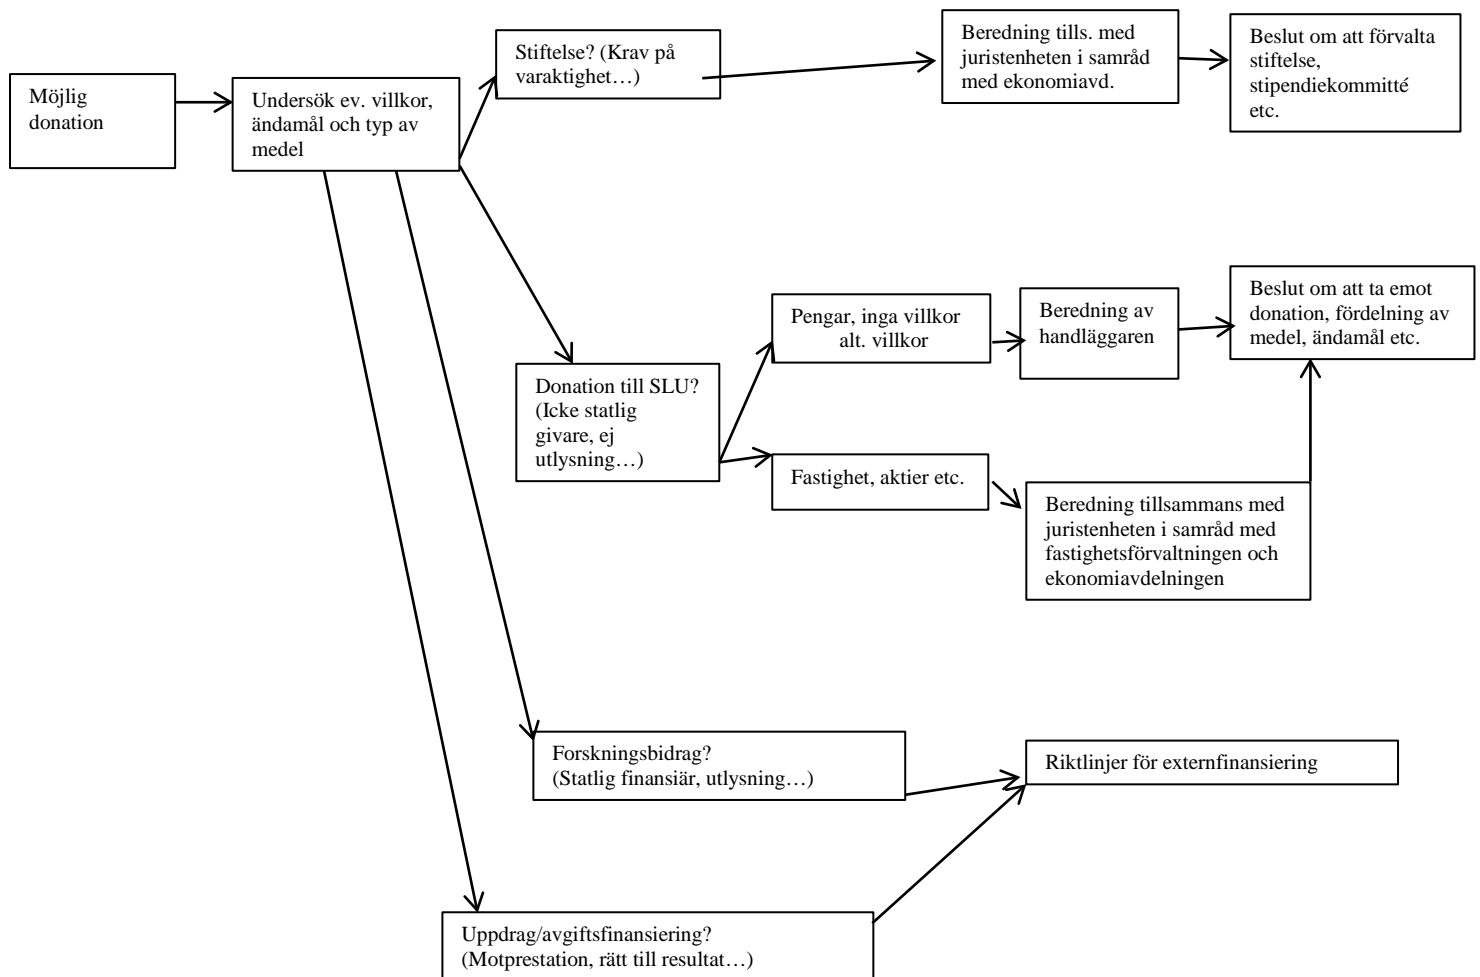 Möjlig
donation
Undersök ev. villkor,
ändamål och typ av
medel
Stiftelse? (Krav på
varaktighet…)
Beredning tills. med
juristenheten i samråd
med ekonomiavd.
Beslut om att förvalta
stiftelse,
stipendiekommitté
etc.
Donation till SLU?
(Icke statlig
givare, ej
utlysning…)
Pengar, inga villkor
alt. villkor
Beredning av
handläggaren
Beslut om att ta emot
donation, fördelning av
medel, ändamål etc.
Fastighet, aktier etc.
Beredning tillsammans med
juristenheten i samråd med
fastighetsförvaltningen och
ekonomiavdelningen
Forskningsbidrag?
(Statlig finansiär, utlysning…)
Riktlinjer för externfinansiering
Uppdrag/avgiftsfinansiering?
(Motprestation, rätt till resultat…)